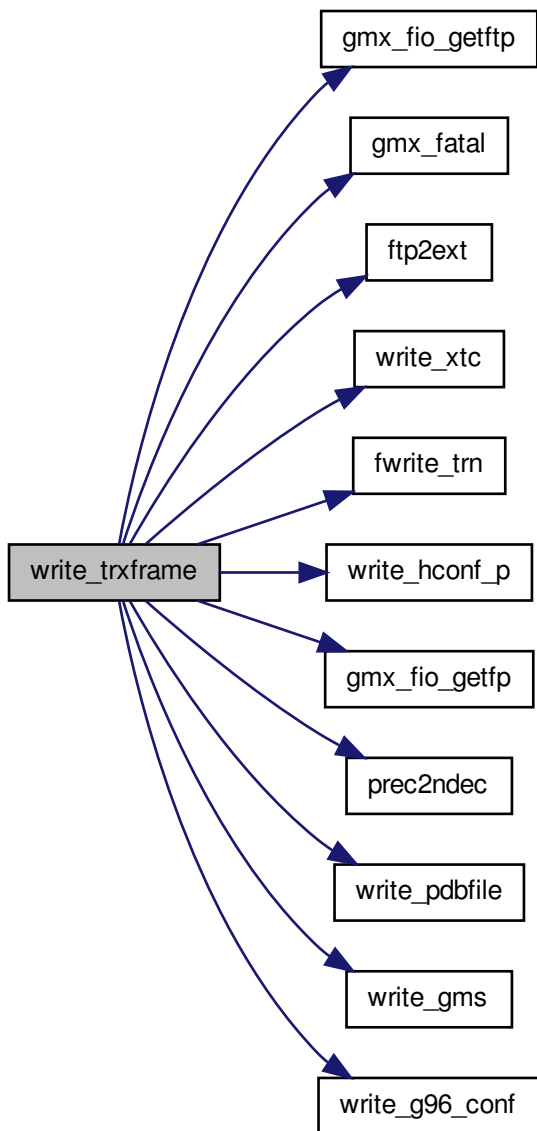 gmx_fio_getftp
gmx_fatal
ftp2ext
write_xtc
fwrite_trn
write_trxframe
write_hconf_p
gmx_fio_getfp
prec2ndec
write_pdbfile
write_gms
write_g96_conf